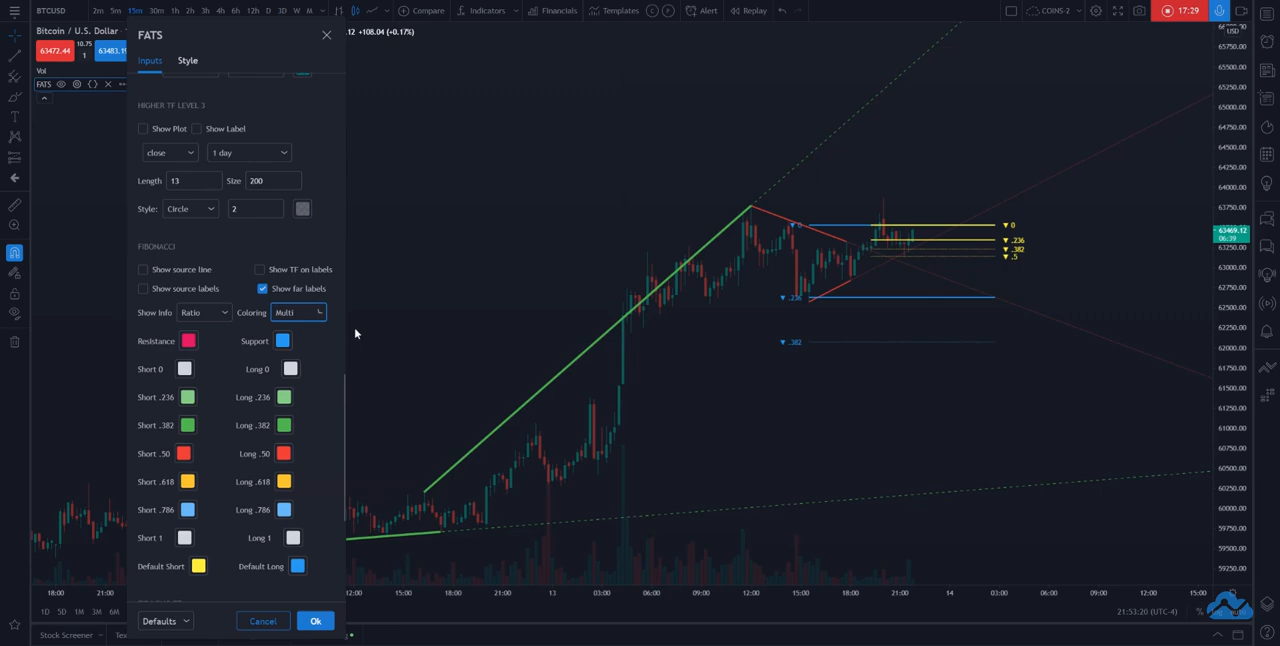 BTCUSD 2m 5m 15m 30m 1h 2h 3h 4h 6h 12h D 3D W M Compare Indicators Financials Templates Alert Replay COINS-2 17:29
Bitcoin / U.S. Dollar
.12 +108.04 (+0.17%)
63472.44 10.75 1
Vol
FATS
FATS
Inputs Style
HIGHER TF LEVEL 3
Show Plot Show Label
close 1 day
Length 13 Size 200
Style: Circle 2
FIBONACCI
Show source line Show TF on labels
Show source labels Show far labels
Show Info Ratio Coloring Multi
Resistance Support
Short 0 Long 0
Short .236 Long .236
Short .382 Long .382
Short .50 Long .50
Short .618 Long .618
Short .786 Long .786
Short 1 Long 1
Default Short Default Long
Defaults Cancel Ok
▼ 0
▼ .236
▼ .382
▼ .5
▼ .382
USD
65750.00
65500.00
65250.00
65000.00
64750.00
64500.00
64250.00
64000.00
63750.00
63469.12
06:39
63250.00
63000.00
62750.00
62500.00
62250.00
62000.00
61750.00
61500.00
61250.00
61000.00
60750.00
60500.00
60250.00
60000.00
59750.00
59500.00
59250.00
18:00 21:00 15:00 18:00 21:00 13 03:00 06:00 09:00 12:00 15:00 18:00 21:00 14 03:00 06:00 09:00 12:00 15:00
1D 5D 1M 3M 6M 21:53:20 (UTC-4) %
Stock Screener